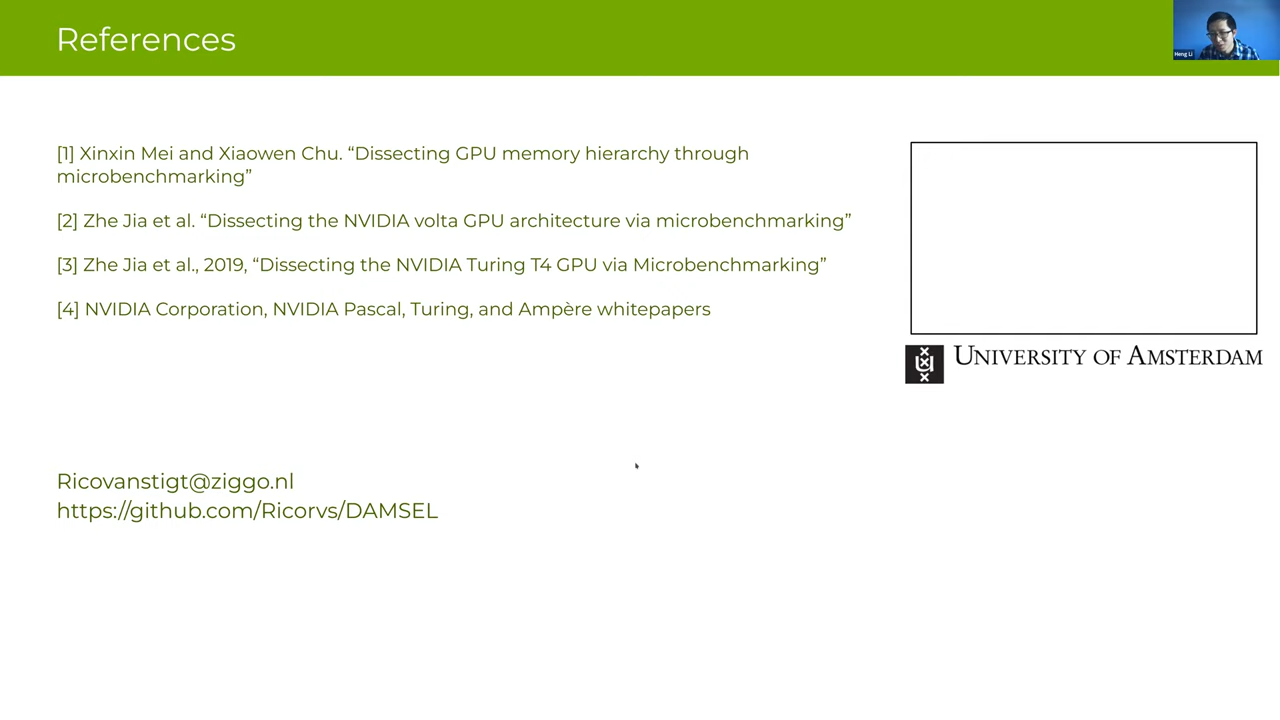 References
Heng Li
[1] Xinxin Mei and Xiaowen Chu. “Dissecting GPU memory hierarchy through
microbenchmarking”
[2] Zhe Jia et al. “Dissecting the NVIDIA volta GPU architecture via microbenchmarking”
[3] Zhe Jia et al., 2019, “Dissecting the NVIDIA Turing T4 GPU via Microbenchmarking”
[4] NVIDIA Corporation, NVIDIA Pascal, Turing, and Ampère whitepapers
UNIVERSITY OF AMSTERDAM
Ricovanstigt@ziggo.nl
https://github.com/Ricorvs/DAMSEL